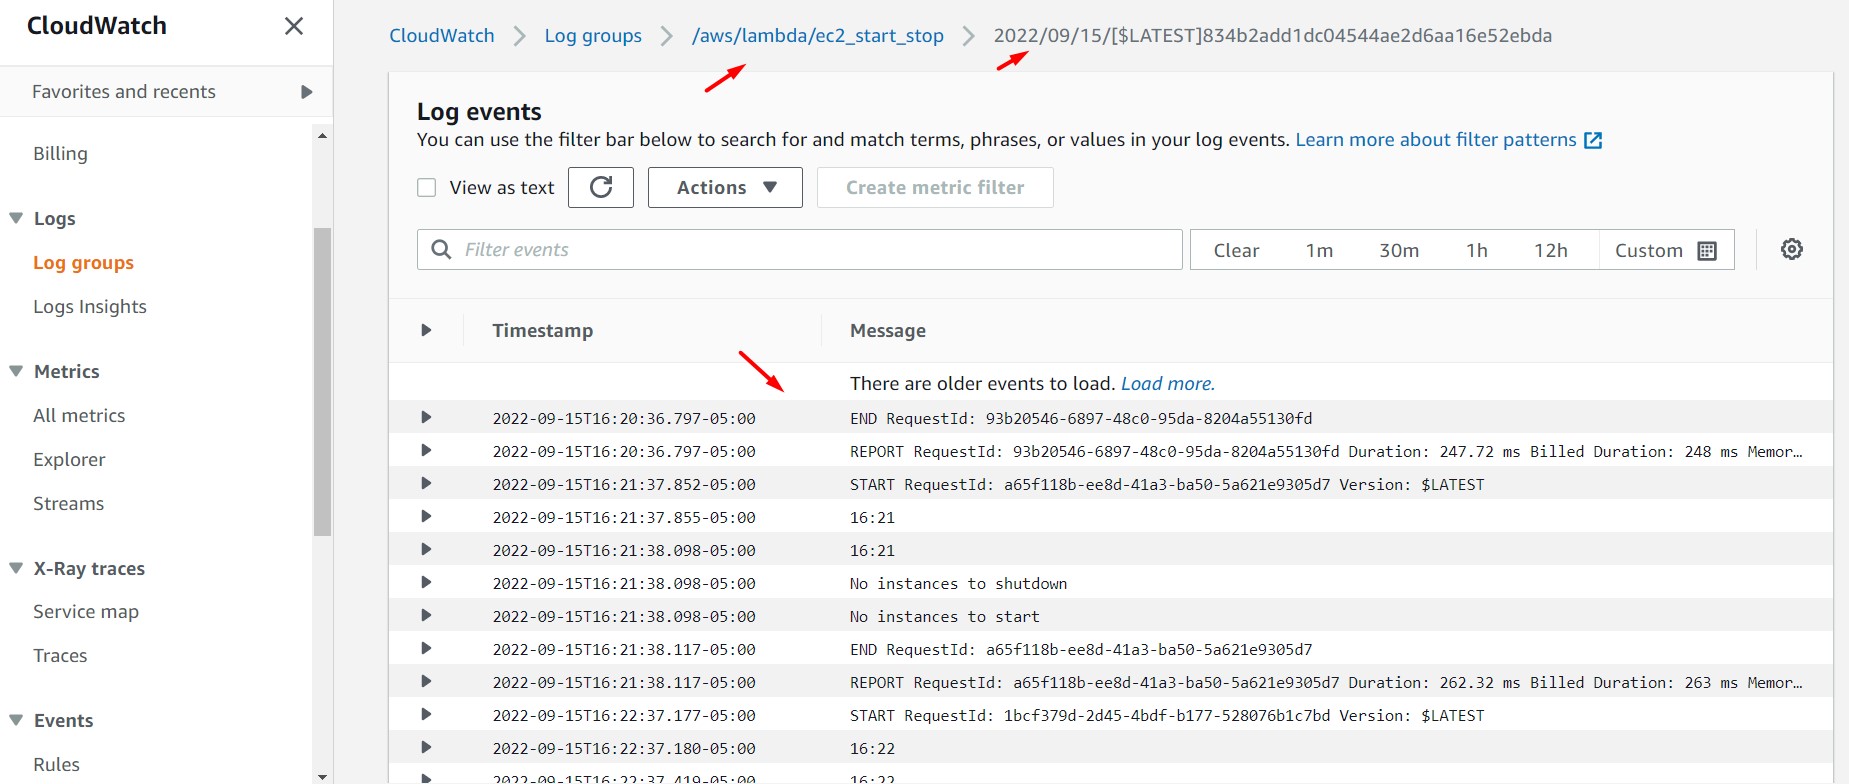 CloudWatch
Favorites and recents
Billing
Logs
Log groups
Logs Insights
Metrics
All metrics
Explorer
Streams
X-Ray traces
Service map
Traces
Events
Rules
CloudWatch Log groups /aws/lambda/ec2_start_stop 2022/09/15/[$LATEST]834b2add1dc04544ae2d6aa16e52ebda
Log events
You can use the filter bar below to search for and match terms, phrases, or values in your log events. Learn more about filter patterns
View as text Actions Create metric filter
Filter events Clear 1m 30m 1h 12h Custom
Timestamp Message
There are older events to load. Load more.
2022-09-15T16:20:36.797-05:00 END RequestId: 93b20546-6897-48c0-95da-8204a55130fd
2022-09-15T16:20:36.797-05:00 REPORT RequestId: 93b20546-6897-48c0-95da-8204a55130fd Duration: 247.72 ms Billed Duration: 248 ms Memor…
2022-09-15T16:21:37.852-05:00 START RequestId: a65f118b-ee8d-41a3-ba50-5a621e9305d7 Version: $LATEST
2022-09-15T16:21:37.855-05:00 16:21
2022-09-15T16:21:38.098-05:00 16:21
2022-09-15T16:21:38.098-05:00 No instances to shutdown
2022-09-15T16:21:38.098-05:00 No instances to start
2022-09-15T16:21:38.117-05:00 END RequestId: a65f118b-ee8d-41a3-ba50-5a621e9305d7
2022-09-15T16:21:38.117-05:00 REPORT RequestId: a65f118b-ee8d-41a3-ba50-5a621e9305d7 Duration: 262.32 ms Billed Duration: 263 ms Memor…
2022-09-15T16:22:37.177-05:00 START RequestId: 1bcf379d-2d45-4bdf-b177-528076b1c7bd Version: $LATEST
2022-09-15T16:22:37.180-05:00 16:22
2022-09-15T16:22:37.419-05:00 16:22